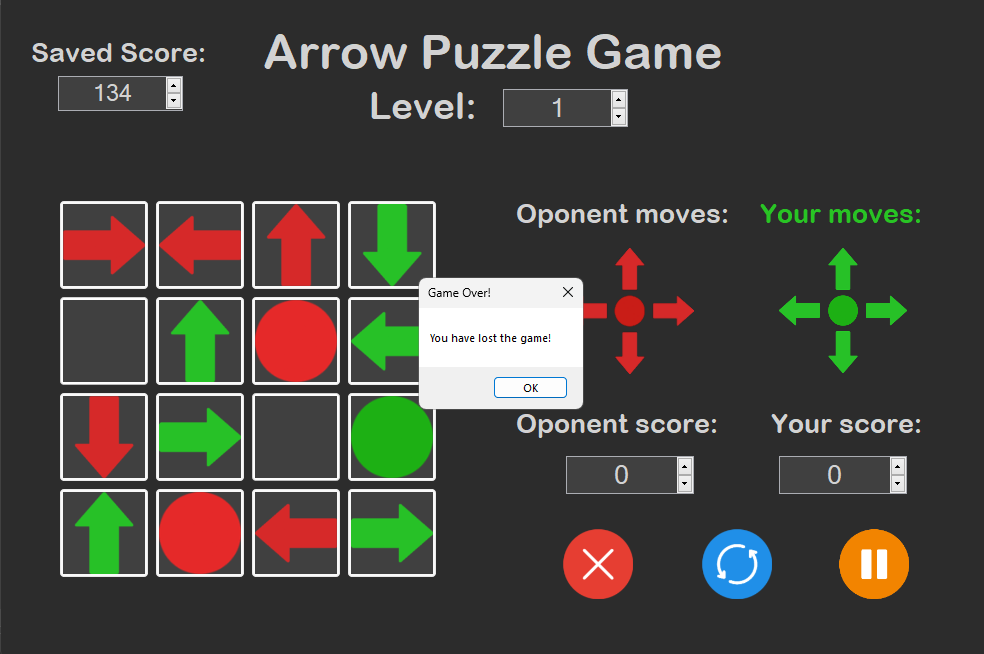 Saved Score:
Arrow Puzzle Game
134
Level:
1
Oponent moves:
Your moves:
Game Over!
You have lost the game!
OK
Oponent score:
Your score:
0
0